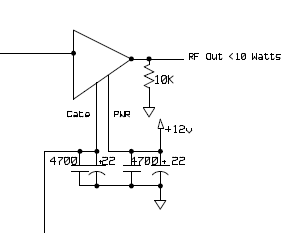 RF Out <10 Watts
10K
Gate PWR
+12v
4700 .22 4700 .22